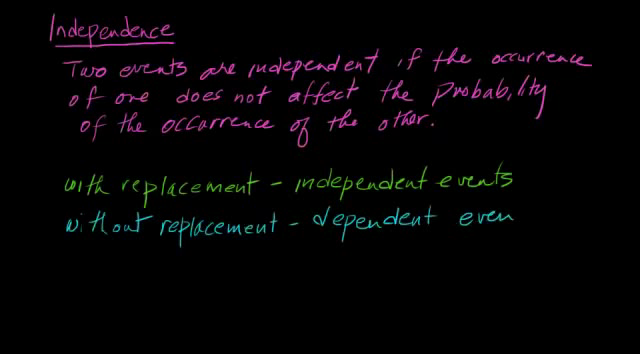 Independence
Two events are independent if the occurrence
of one does not affect the probability
of the occurrence of the other.
with replacement - independent events
without replacement - dependent even